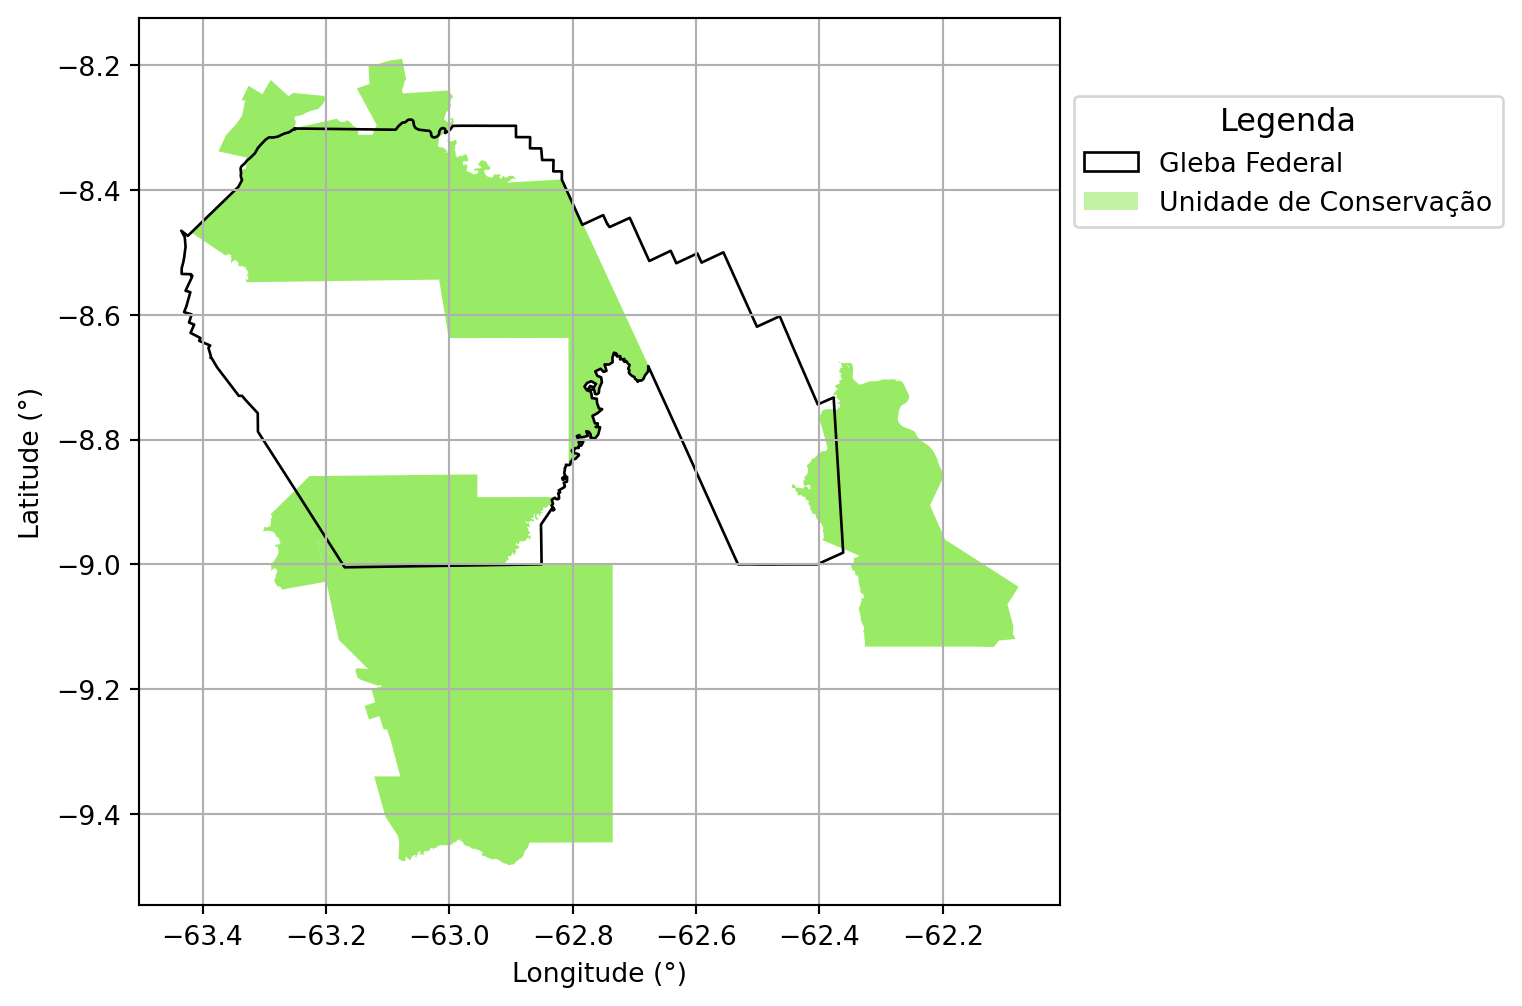 Legenda
Gleba Federal
Unidade de Conservação
Latitude (°)
−8.2
−8.4
−8.6
−8.8
−9.0
−9.2
−9.4
−63.4 −63.2 −63.0 −62.8 −62.6 −62.4 −62.2
Longitude (°)